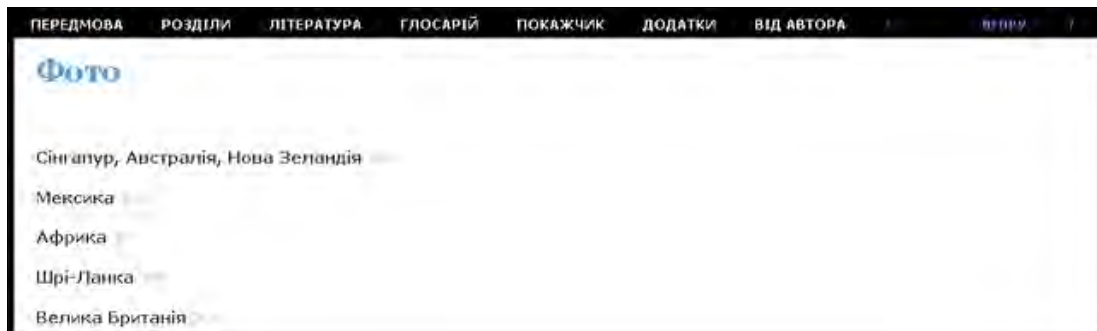 ПЕРЕДМОВА РОЗДІЛИ ЛІТЕРАТУРА ГЛОСАРІЙ ПОКАЖЧИК ДОДАТКИ ВІД АВТОРА
Фото
Сінгапур, Австралія, Нова Зеландія
Мексика
Африка
Шрі-Ланка
Велика Британія